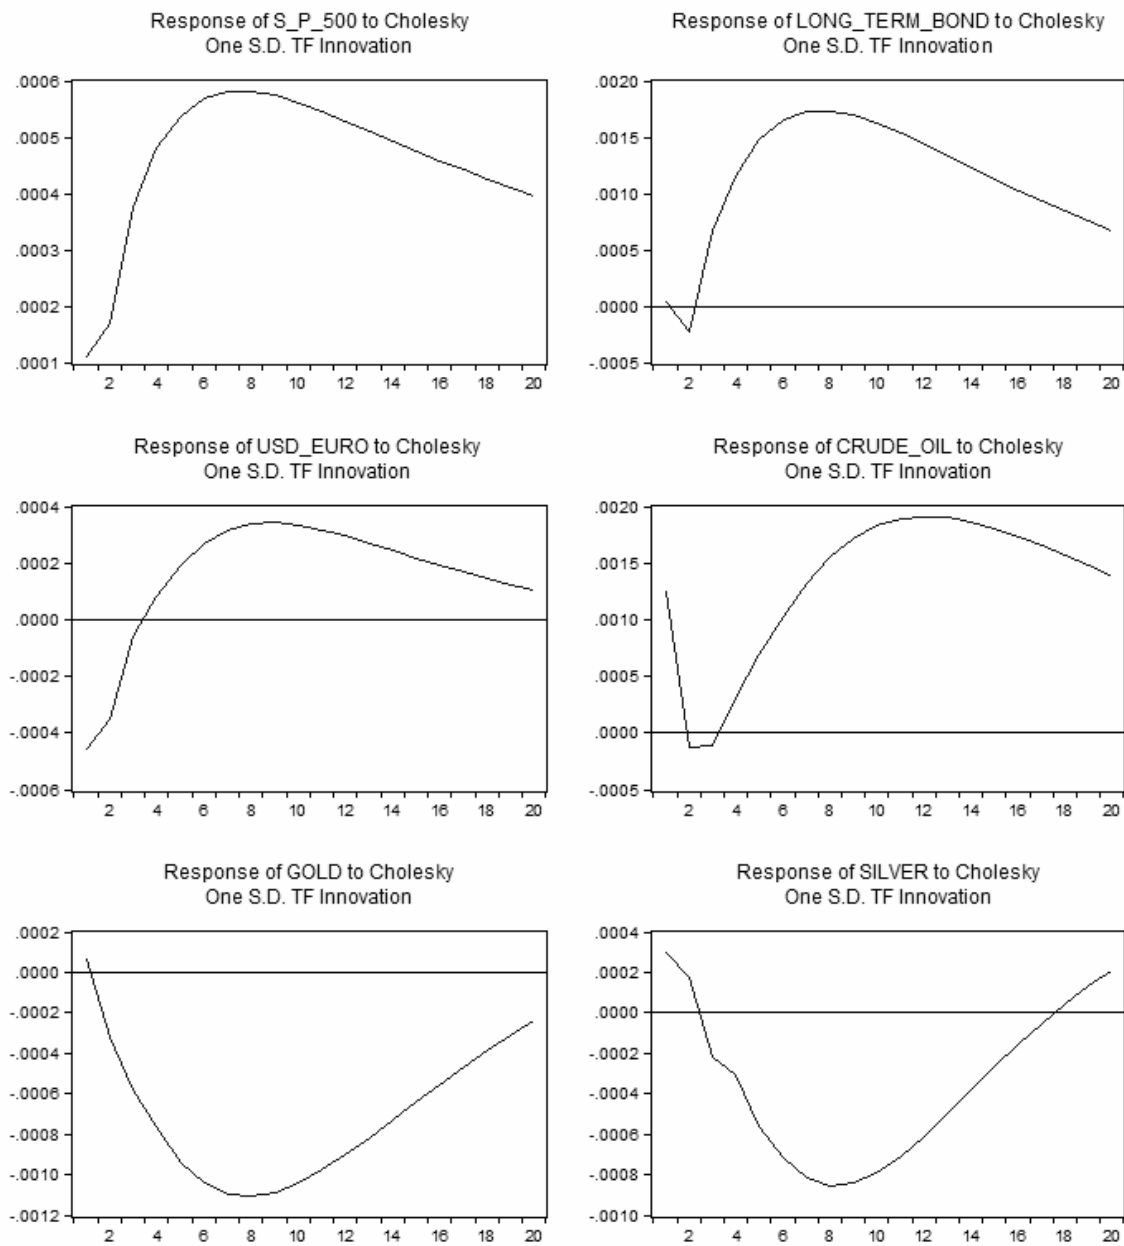 Response of S_P_500 to Cholesky
One S.D. TF Innovation
.0006
.0005
.0004
.0003
.0002
.0001
2 4 6 8 10 12 14 16 18 20
Response of LONG_TERM_BOND to Cholesky
One S.D. TF Innovation
.0020
.0015
.0010
.0005
.0000
-.0005
2 4 6 8 10 12 14 16 18 20
Response of USD_EURO to Cholesky
One S.D. TF Innovation
.0004
.0002
.0000
-.0002
-.0004
-.0006
2 4 6 8 10 12 14 16 18 20
Response of CRUDE_OIL to Cholesky
One S.D. TF Innovation
.0020
.0015
.0010
.0005
.0000
-.0005
2 4 6 8 10 12 14 16 18 20
Response of GOLD to Cholesky
One S.D. TF Innovation
.0002
.0000
-.0002
-.0004
-.0006
-.0008
-.0010
-.0012
2 4 6 8 10 12 14 16 18 20
Response of SILVER to Cholesky
One S.D. TF Innovation
.0004
.0002
.0000
-.0002
-.0004
-.0006
-.0008
-.0010
2 4 6 8 10 12 14 16 18 20